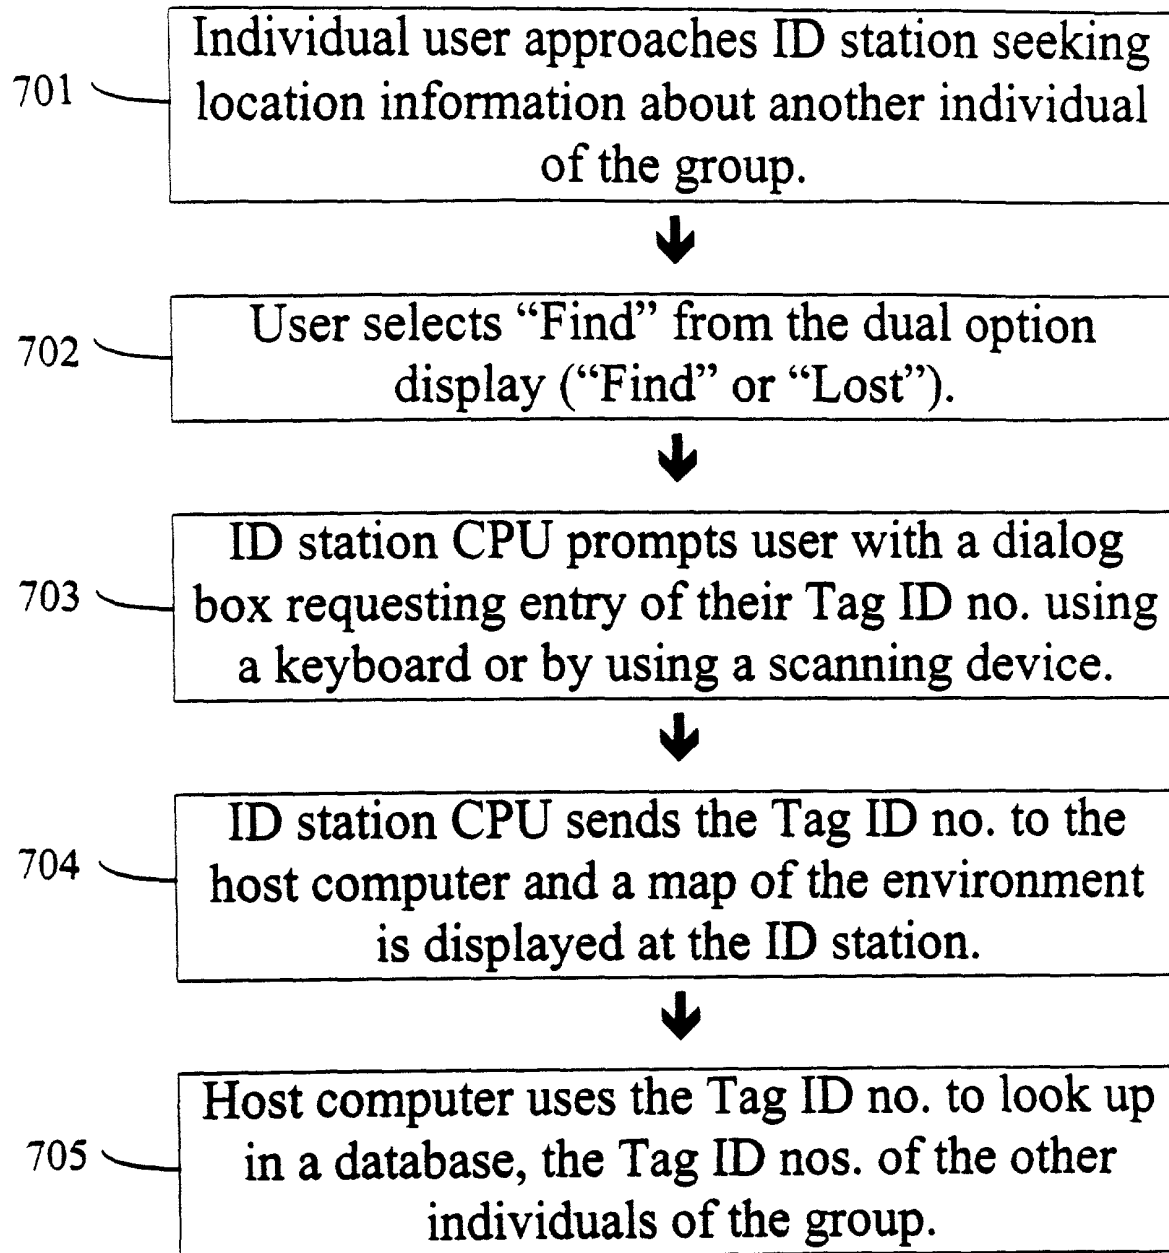 Individual user approaches ID station seeking
701
location information about another individual
of the group.
User selects “Find” from the dual option
702
display (“Find” or “Lost”).
ID station CPU prompts user with a dialog
703
box requesting entry of their Tag ID no. using
a keyboard or by using a scanning device.
ID station CPU sends the Tag ID no. to the
704
host computer and a map of the environment
is displayed at the ID station.
Host computer uses the Tag ID no. to look up
705
in a database, the Tag ID nos. of the other
individuals of the group.